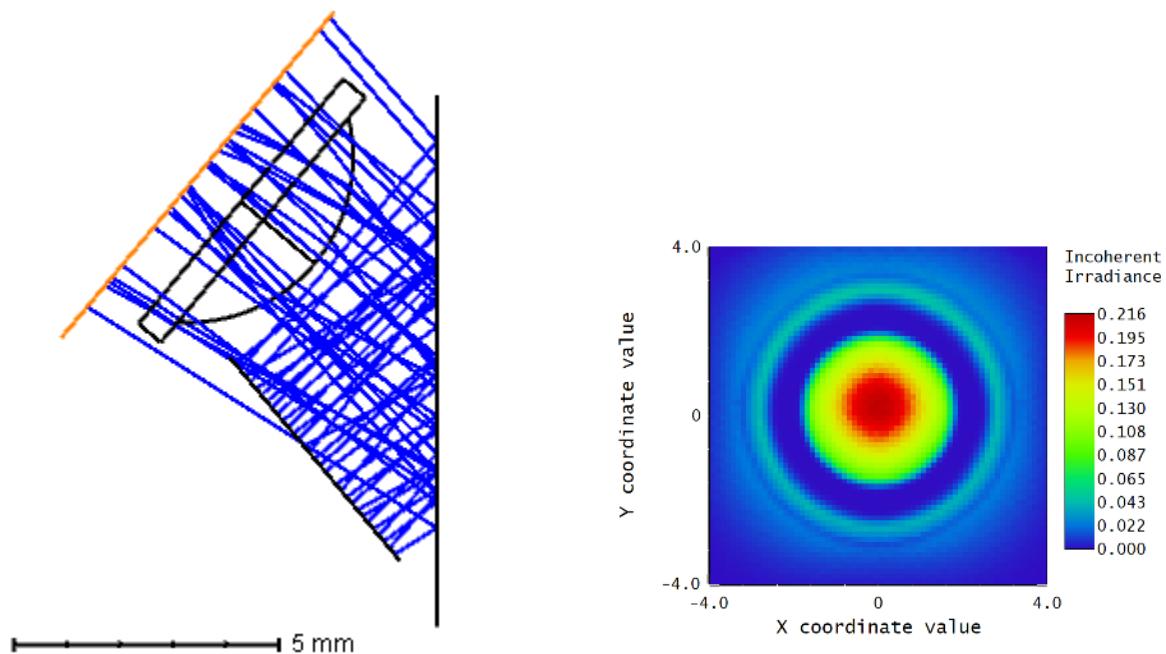 5 mm
4.0
0
-4.0
Y coordinate value
-4.0 0 4.0
X coordinate value
Incoherent
Irradiance
0.216
0.195
0.173
0.151
0.130
0.108
0.087
0.065
0.043
0.022
0.000